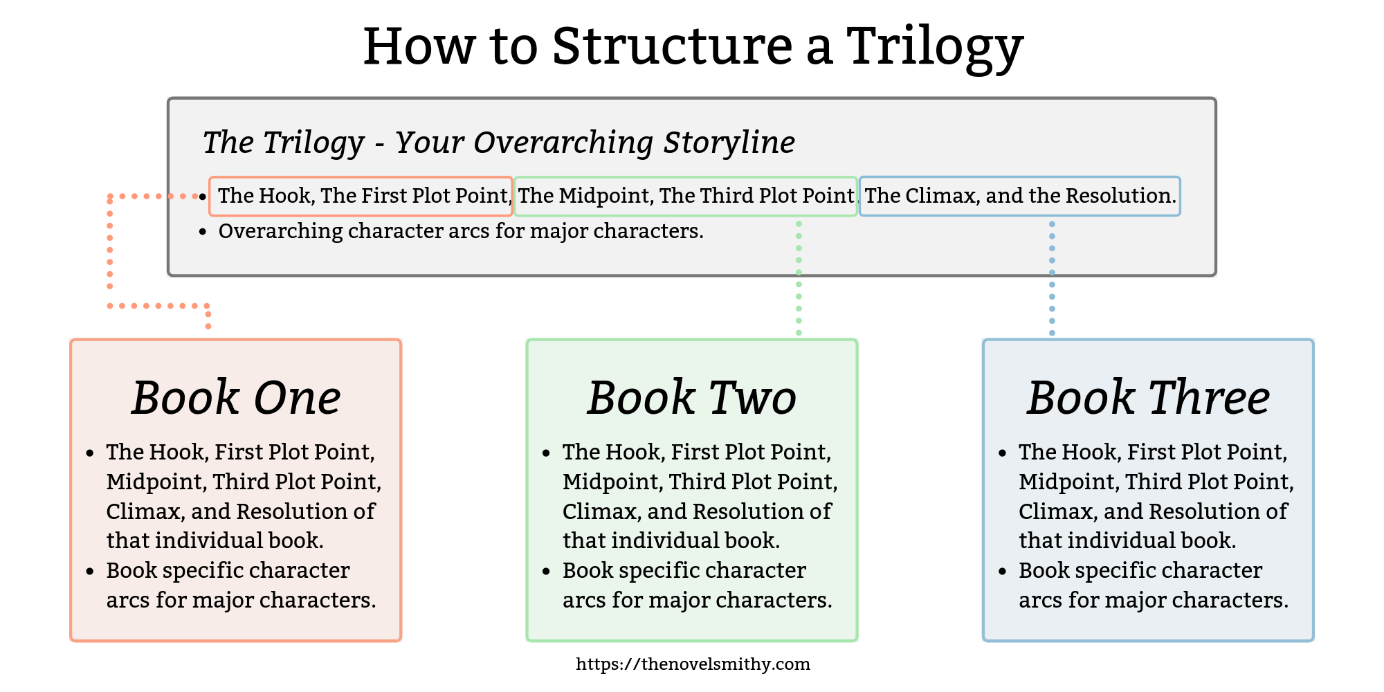 How to Structure a Trilogy
The Trilogy - Your Overarching Storyline
• The Hook, The First Plot Point, The Midpoint, The Third Plot Point, The Climax, and the Resolution.
• Overarching character arcs for major characters.
Book One
• The Hook, First Plot Point,
Midpoint, Third Plot Point,
Climax, and Resolution of
that individual book.
• Book specific character
arcs for major characters.
Book Two
• The Hook, First Plot Point,
Midpoint, Third Plot Point,
Climax, and Resolution of
that individual book.
• Book specific character
arcs for major characters.
Book Three
• The Hook, First Plot Point,
Midpoint, Third Plot Point,
Climax, and Resolution of
that individual book.
• Book specific character
arcs for major characters.
https://thenovelsmithy.com